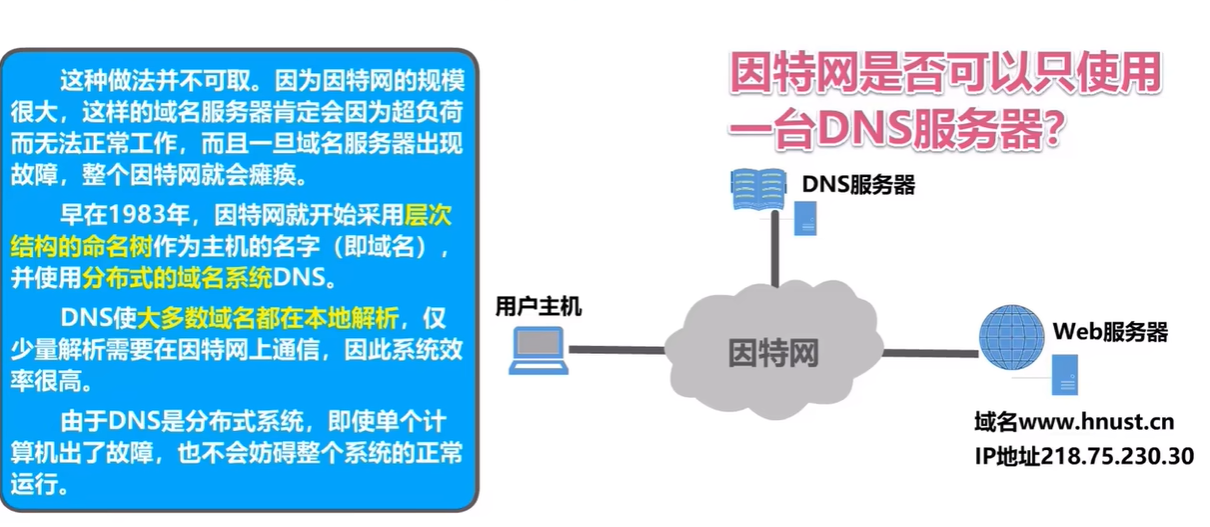 这种做法并不可取。因为因特网的规模
很大，这样的域名服务器肯定会因为超负荷
而无法正常工作，而且一旦域名服务器出现
故障，整个因特网就会瘫痪。
早在1983年，因特网就开始采用层次
结构的命名树作为主机的名字（即域名），
并使用分布式的域名系统DNS。
DNS使大多数域名都在本地解析，仅
少量解析需要在因特网上通信，因此系统效
率很高。
由于DNS是分布式系统，即使单个计
算机出了故障，也不会妨碍整个系统的正常
运行。
因特网是否可以只使用
一台DNS服务器？
DNS服务器
用户主机
因特网
Web服务器
域名www.hnust.cn
IP地址218.75.230.30